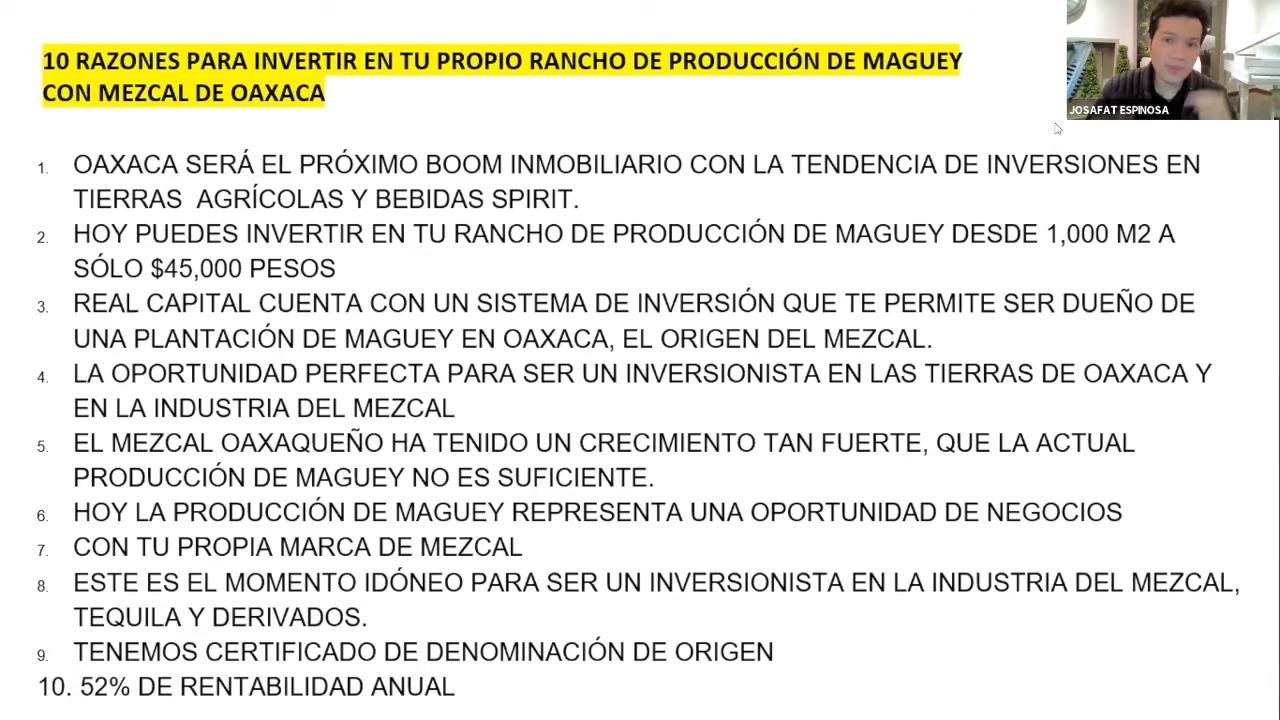 10 RAZONES PARA INVERTIR EN TU PROPIO RANCHO DE PRODUCCIÓN DE MAGUEY
CON MEZCAL DE OAXACA
JOSAFAT ESPINOSA
1. OAXACA SERÁ EL PRÓXIMO BOOM INMOBILIARIO CON LA TENDENCIA DE INVERSIONES EN
TIERRAS AGRÍCOLAS Y BEBIDAS SPIRIT.
2. HOY PUEDES INVERTIR EN TU RANCHO DE PRODUCCIÓN DE MAGUEY DESDE 1,000 M2 A
SÓLO $45,000 PESOS
3. REAL CAPITAL CUENTA CON UN SISTEMA DE INVERSIÓN QUE TE PERMITE SER DUEÑO DE
UNA PLANTACIÓN DE MAGUEY EN OAXACA, EL ORIGEN DEL MEZCAL.
4. LA OPORTUNIDAD PERFECTA PARA SER UN INVERSIONISTA EN LAS TIERRAS DE OAXACA Y
EN LA INDUSTRIA DEL MEZCAL
5. EL MEZCAL OAXAQUEÑO HA TENIDO UN CRECIMIENTO TAN FUERTE, QUE LA ACTUAL
PRODUCCIÓN DE MAGUEY NO ES SUFICIENTE.
6. HOY LA PRODUCCIÓN DE MAGUEY REPRESENTA UNA OPORTUNIDAD DE NEGOCIOS
7. CON TU PROPIA MARCA DE MEZCAL
8. ESTE ES EL MOMENTO IDÓNEO PARA SER UN INVERSIONISTA EN LA INDUSTRIA DEL MEZCAL,
TEQUILA Y DERIVADOS.
9. TENEMOS CERTIFICADO DE DENOMINACIÓN DE ORIGEN
10. 52% DE RENTABILIDAD ANUAL